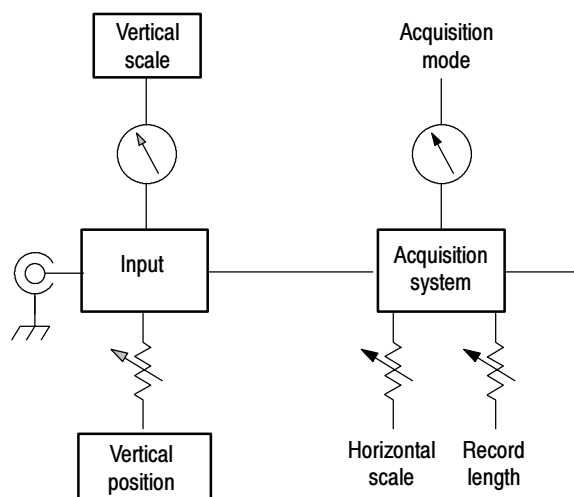 Vertical
scale
Acquisition
mode
Input
Acquisition
system
Vertical
position
Horizontal
scale
Record
length